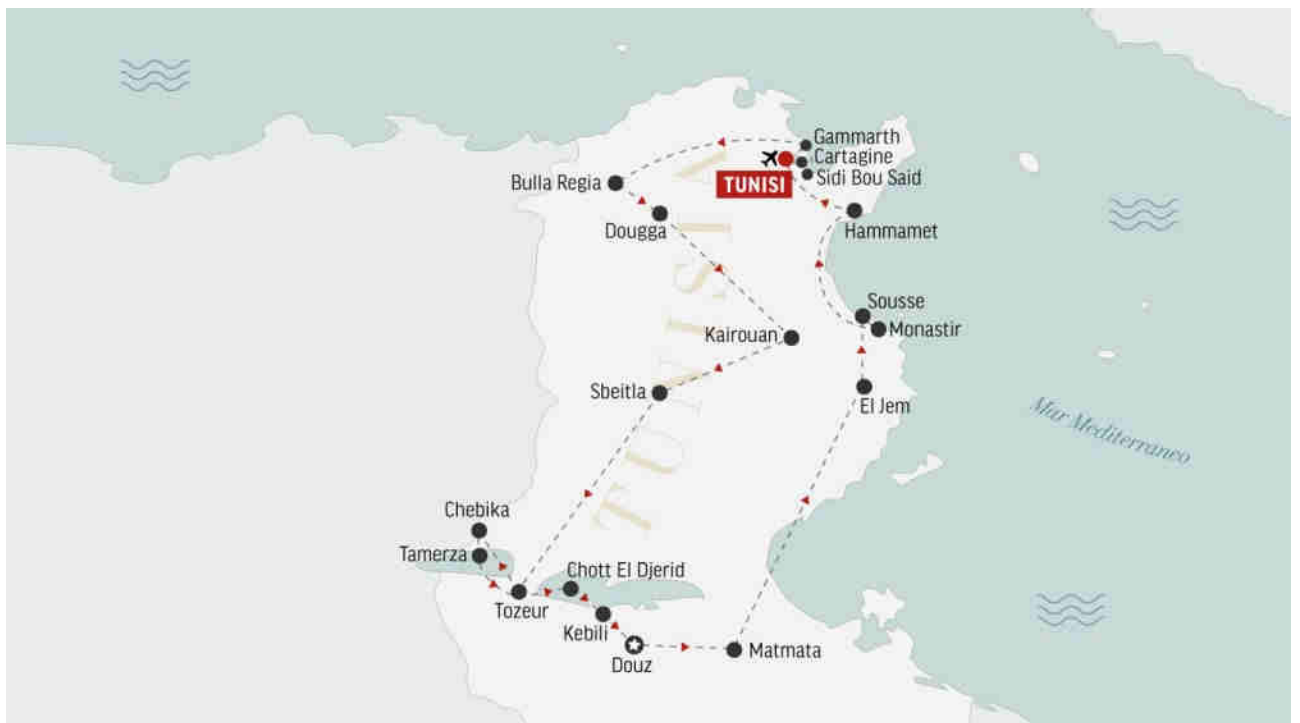 Gammarth
Cartagine
TUNISI
Sidi Bou Said
Bulla Regia
Dougga
Hammamet
TUNISIA
Sousse
Monastir
Kairouan
Sbeitla
El Jem
Mar Mediterraneo
Chebika
Tamerza
Chott El Djerid
Tozeur
Kebili
Douz
Matmata